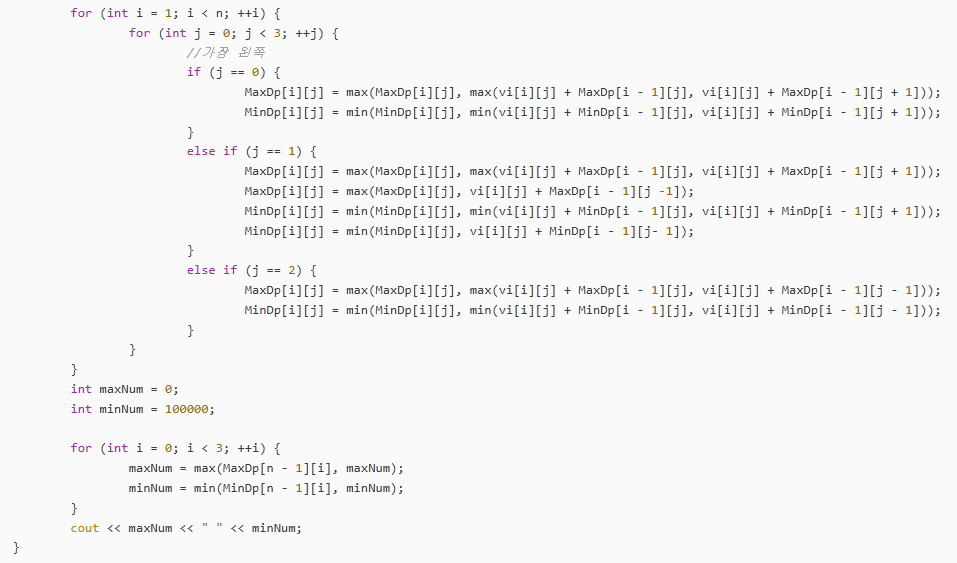 for (int i = 1; i < n; ++i) {
for (int j = 0; j < 3; ++j) {
//가장 왼쪽
if (j == 0) {
MaxDp[i][j] = max(MaxDp[i][j], max(vi[i][j] + MaxDp[i - 1][j], vi[i][j] + MaxDp[i - 1][j + 1]));
MinDp[i][j] = min(MinDp[i][j], min(vi[i][j] + MinDp[i - 1][j], vi[i][j] + MinDp[i - 1][j + 1]));
}
else if (j == 1) {
MaxDp[i][j] = max(MaxDp[i][j], max(vi[i][j] + MaxDp[i - 1][j], vi[i][j] + MaxDp[i - 1][j + 1]));
MaxDp[i][j] = max(MaxDp[i][j], vi[i][j] + MaxDp[i - 1][j -1]);
MinDp[i][j] = min(MinDp[i][j], min(vi[i][j] + MinDp[i - 1][j], vi[i][j] + MinDp[i - 1][j + 1]));
MinDp[i][j] = min(MinDp[i][j], vi[i][j] + MinDp[i - 1][j- 1]);
}
else if (j == 2) {
MaxDp[i][j] = max(MaxDp[i][j], max(vi[i][j] + MaxDp[i - 1][j], vi[i][j] + MaxDp[i - 1][j - 1]));
MinDp[i][j] = min(MinDp[i][j], min(vi[i][j] + MinDp[i - 1][j], vi[i][j] + MinDp[i - 1][j - 1]));
}
}
}
int maxNum = 0;
int minNum = 100000;
for (int i = 0; i < 3; ++i) {
maxNum = max(MaxDp[n - 1][i], maxNum);
minNum = min(MinDp[n - 1][i], minNum);
}
cout << maxNum << " " << minNum;
}